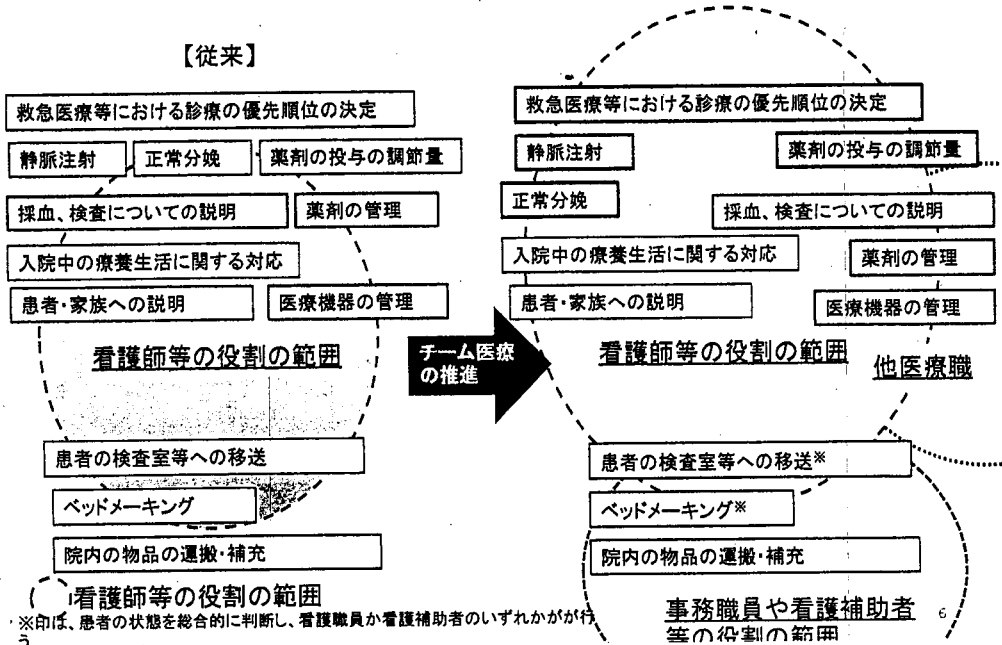 【従来】
救急医療等における診療の優先順位の決定
静脈注射
正常分娩
薬剤の投与の調節量
採血、検査についての説明
薬剤の管理
入院中の療養生活に関する対応
患者・家族への説明
医療機器の管理
看護師等の役割の範囲
患者の検査室等への移送
ベッドメーキング
院内の物品の運搬・補充
看護師等の役割の範囲
※印は、患者の状態を総合的に判断し、看護職員か看護補助者のいずれかがが行
う
チーム医療
の推進
救急医療等における診療の優先順位の決定
静脈注射
薬剤の投与の調節量
正常分娩
採血、検査についての説明
入院中の療養生活に関する対応
薬剤の管理
患者・家族への説明
医療機器の管理
看護師等の役割の範囲
他医療職
患者の検査室等への移送※
ベッドメーキング※
院内の物品の運搬・補充
事務職員や看護補助者
等の役割の範囲
6